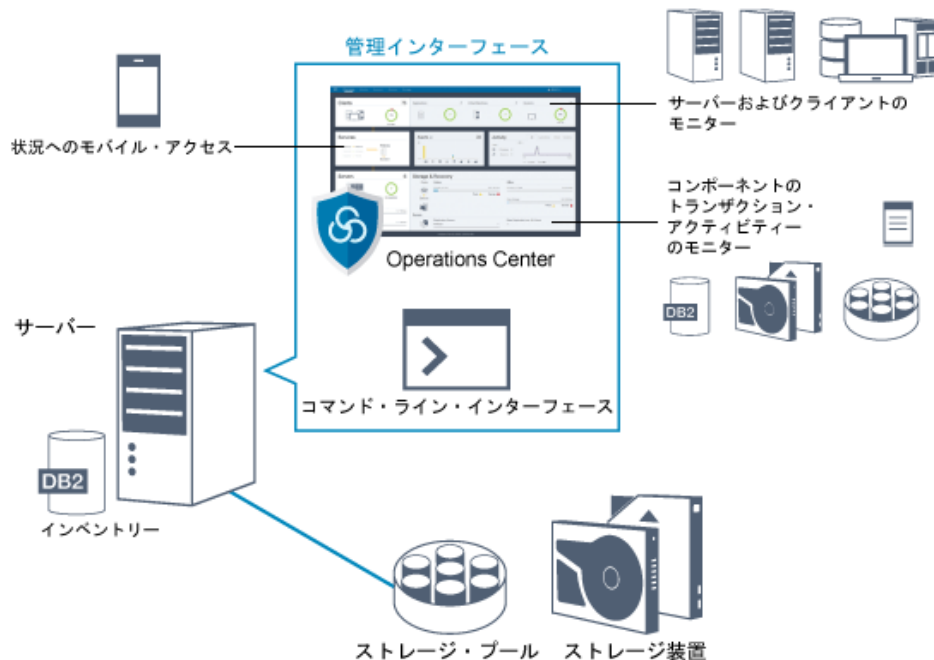 管理インターフェース
状況へのモバイル・アクセス
サーバーおよびクライアントの
モニター
コンポーネントの
トランザクション・
アクティビティー
のモニター
Operations Center
DB2
サーバー
コマンド・ライン・インターフェース
DB2
インベントリー
ストレージ・プール
ストレージ装置